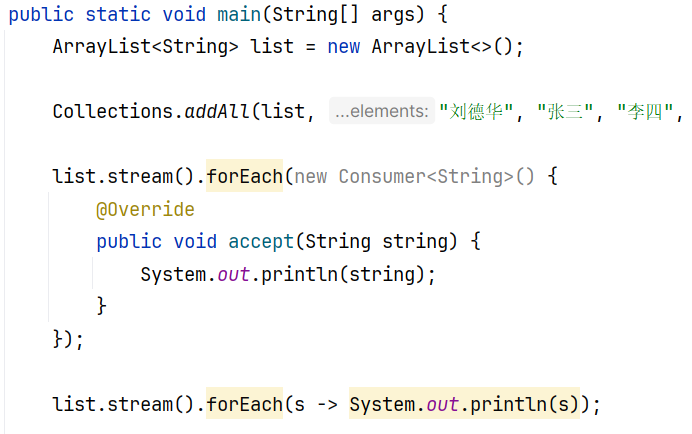 public static void main(String[] args) {
ArrayList<String> list = new ArrayList<>();
Collections.addAll(list, ...elements: "刘德华", "张三", "李四",
list.stream().forEach(new Consumer<String>() {
@Override
public void accept(String string) {
System.out.println(string);
}
});
list.stream().forEach(s -> System.out.println(s));